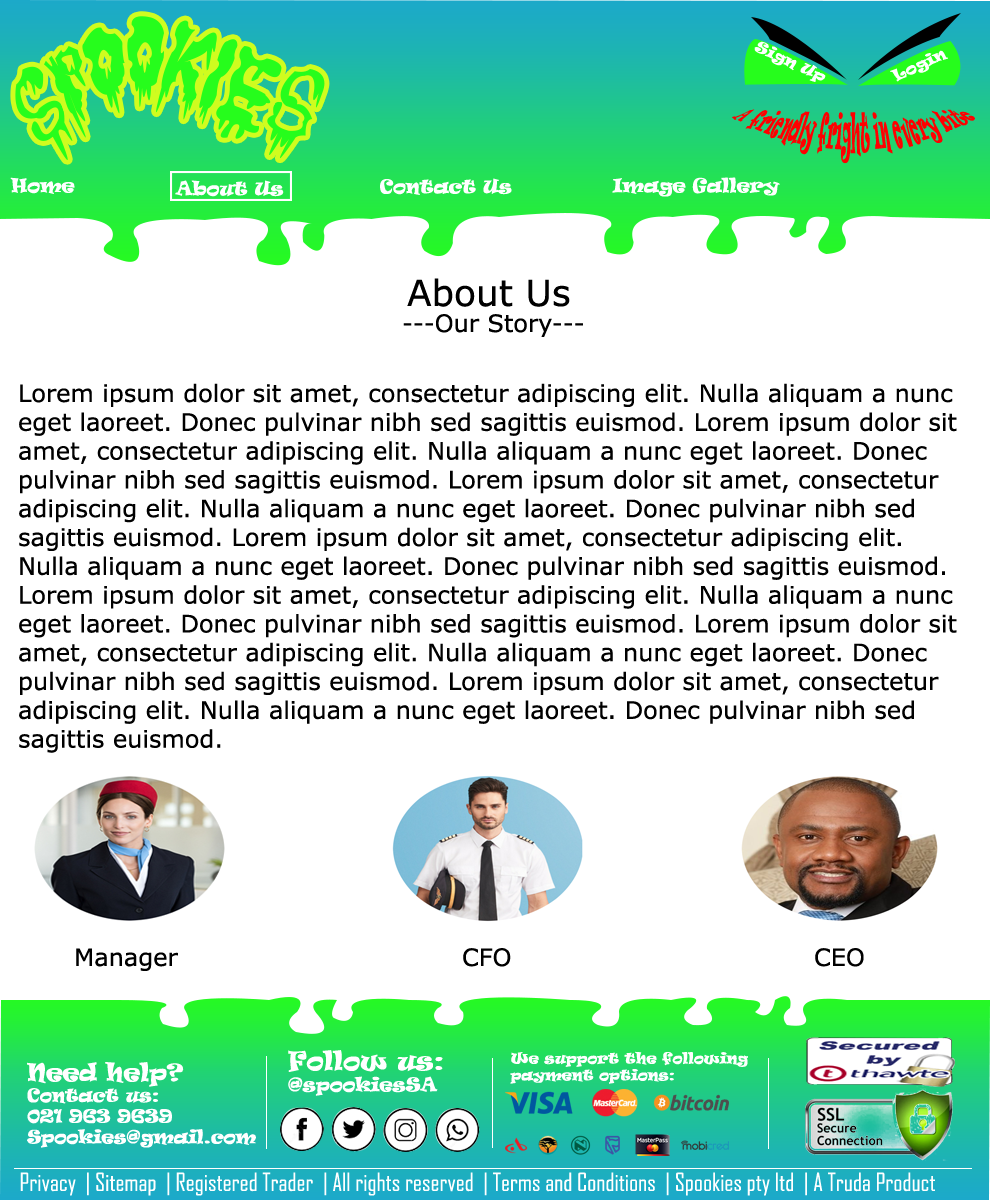 SPOOKIES
Sign Up
Login
A friendly fright in every bite
Home
About Us
Contact Us
Image Gallery
About Us
---Our Story---
Lorem ipsum dolor sit amet, consectetur adipiscing elit. Nulla aliquam a nunc
eget laoreet. Donec pulvinar nibh sed sagittis euismod. Lorem ipsum dolor sit
amet, consectetur adipiscing elit. Nulla aliquam a nunc eget laoreet. Donec
pulvinar nibh sed sagittis euismod. Lorem ipsum dolor sit amet, consectetur
adipiscing elit. Nulla aliquam a nunc eget laoreet. Donec pulvinar nibh sed
sagittis euismod. Lorem ipsum dolor sit amet, consectetur adipiscing elit.
Nulla aliquam a nunc eget laoreet. Donec pulvinar nibh sed sagittis euismod.
Lorem ipsum dolor sit amet, consectetur adipiscing elit. Nulla aliquam a nunc
eget laoreet. Donec pulvinar nibh sed sagittis euismod. Lorem ipsum dolor sit
amet, consectetur adipiscing elit. Nulla aliquam a nunc eget laoreet. Donec
pulvinar nibh sed sagittis euismod. Lorem ipsum dolor sit amet, consectetur
adipiscing elit. Nulla aliquam a nunc eget laoreet. Donec pulvinar nibh sed
sagittis euismod.
Manager
CFO
CEO
Need help?
Contact us:
021 963 9639
Spookies@gmail.com
Follow us:
@spookiesSA
We support the following
payment options:
VISA
MasterCard
bitcoin
MasterPass
mobicred
Secured
by
thawte
SSL
Secure
Connection
Privacy | Sitemap | Registered Trader | All rights reserved | Terms and Conditions | Spookies pty ltd | A Truda Product